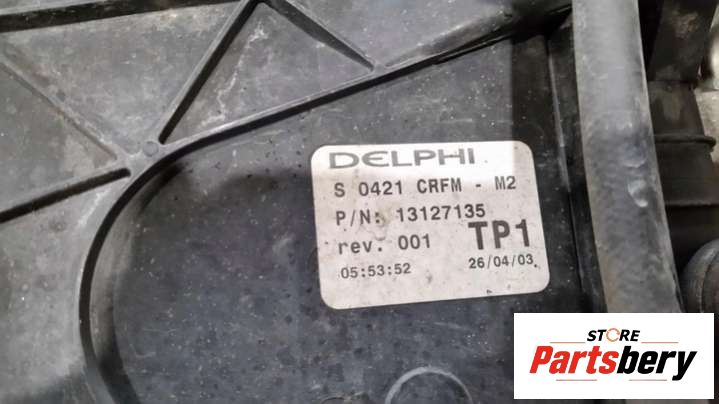 DELPHI
S 0421 CRFM - M2
P/N: 13127135
rev. 001 TP1
05:53:52 26/04/03
STORE
Partsbery